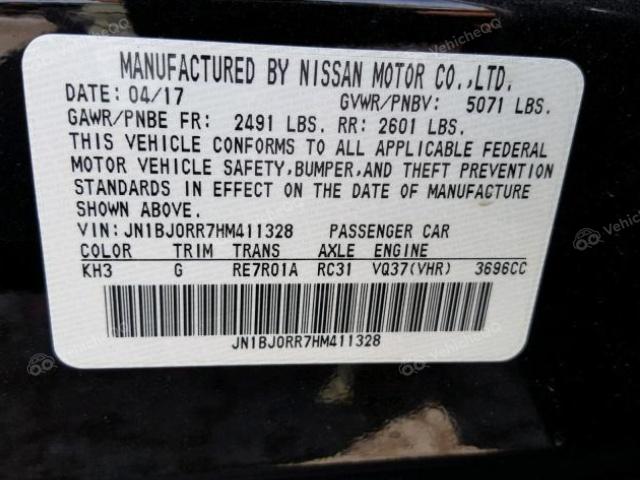 MANUFACTURED BY NISSAN MOTOR CO.,LTD.
DATE: 04/17 GVWR/PNBV: 5071 LBS.
GAWR/PNBE FR: 2491 LBS. RR: 2601 LBS.
THIS VEHICLE CONFORMS TO ALL APPLICABLE FEDERAL
MOTOR VEHICLE SAFETY,BUMPER,AND THEFT PREVENTION
STANDARDS IN EFFECT ON THE DATE OF MANUFACTURE
SHOWN ABOVE.
VIN: JN1BJ0RR7HM411328 PASSENGER CAR
COLOR TRIM TRANS AXLE ENGINE
KH3 G RE7R01A RC31 VQ37(VHR) 3696CC
JN1BJ0RR7HM411328
VehicleQQ